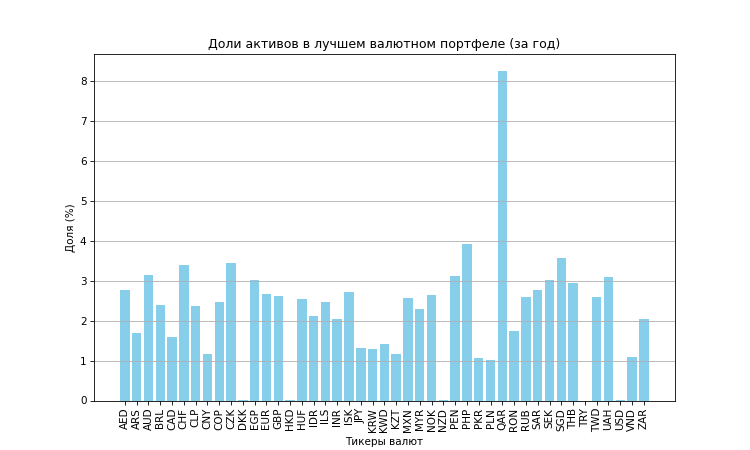 Доли активов в лучшем валютном портфеле (за год)
Доля (%)
8
7
6
5
4
3
2
1
0
AED ARS AUD BRL CAD CHF CLP CNY COP CZK DKK EGP EUR GBP HKD HUF IDR ILS INR ISK JPY KRW KWD KZT MXN MYR NOK NZD PEN PHP PKR PLN QAR RON RUB SAR SEK SGD THB TRY TWD UAH USD VND ZAR
Тикеры валют